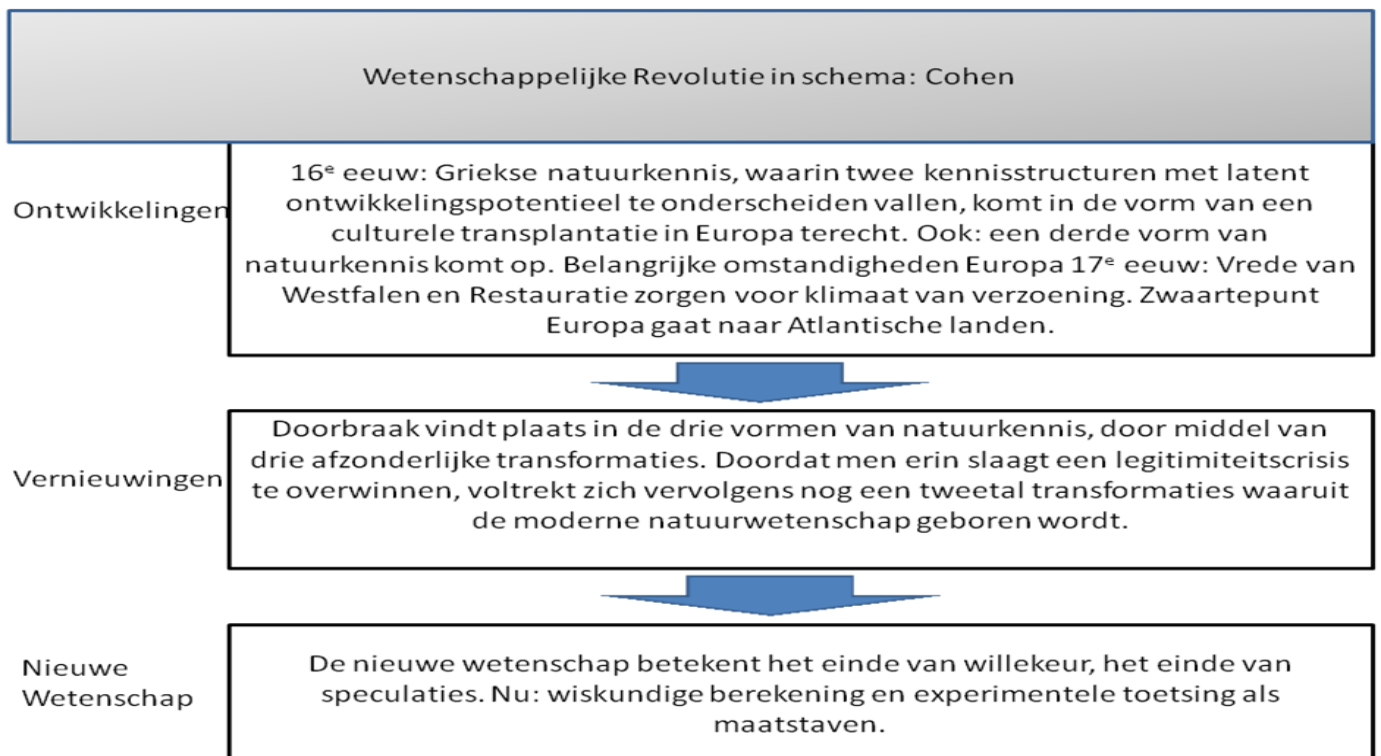 Wetenschappelijke Revolutie in schema: Cohen
Ontwikkelingen
16e eeuw: Griekse natuurkennis, waarin twee kennisstructuren met latent
ontwikkelingspotentieel te onderscheiden vallen, komt in de vorm van een
culturele transplantatie in Europa terecht. Ook: een derde vorm van
natuurkennis komt op. Belangrijke omstandigheden Europa 17e eeuw: Vrede van
Westfalen en Restauratie zorgen voor klimaat van verzoening. Zwaartepunt
Europa gaat naar Atlantische landen.
Vernieuwingen
Doorbraak vindt plaats in de drie vormen van natuurkennis, door middel van
drie afzonderlijke transformaties. Doordat men erin slaagt een legitimiteitscrisis
te overwinnen, voltrekt zich vervolgens nog een tweetal transformaties waaruit
de moderne natuurwetenschap geboren wordt.
Nieuwe
Wetenschap
De nieuwe wetenschap betekent het einde van willekeur, het einde van
speculaties. Nu: wiskundige berekening en experimentele toetsing als
maatstaven.